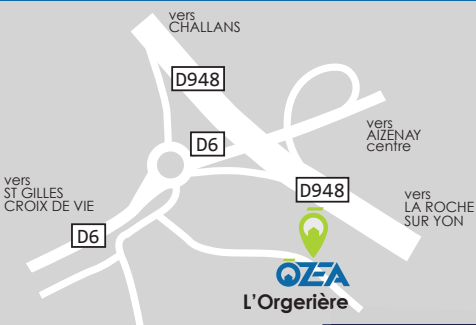 vers
CHALLANS
D948
D6
vers
AIZENAY
centre
vers
ST GILLES
CROIX DE VIE
D948
vers
LA ROCHE
SUR YON
D6
OZEA
L'Orgerière